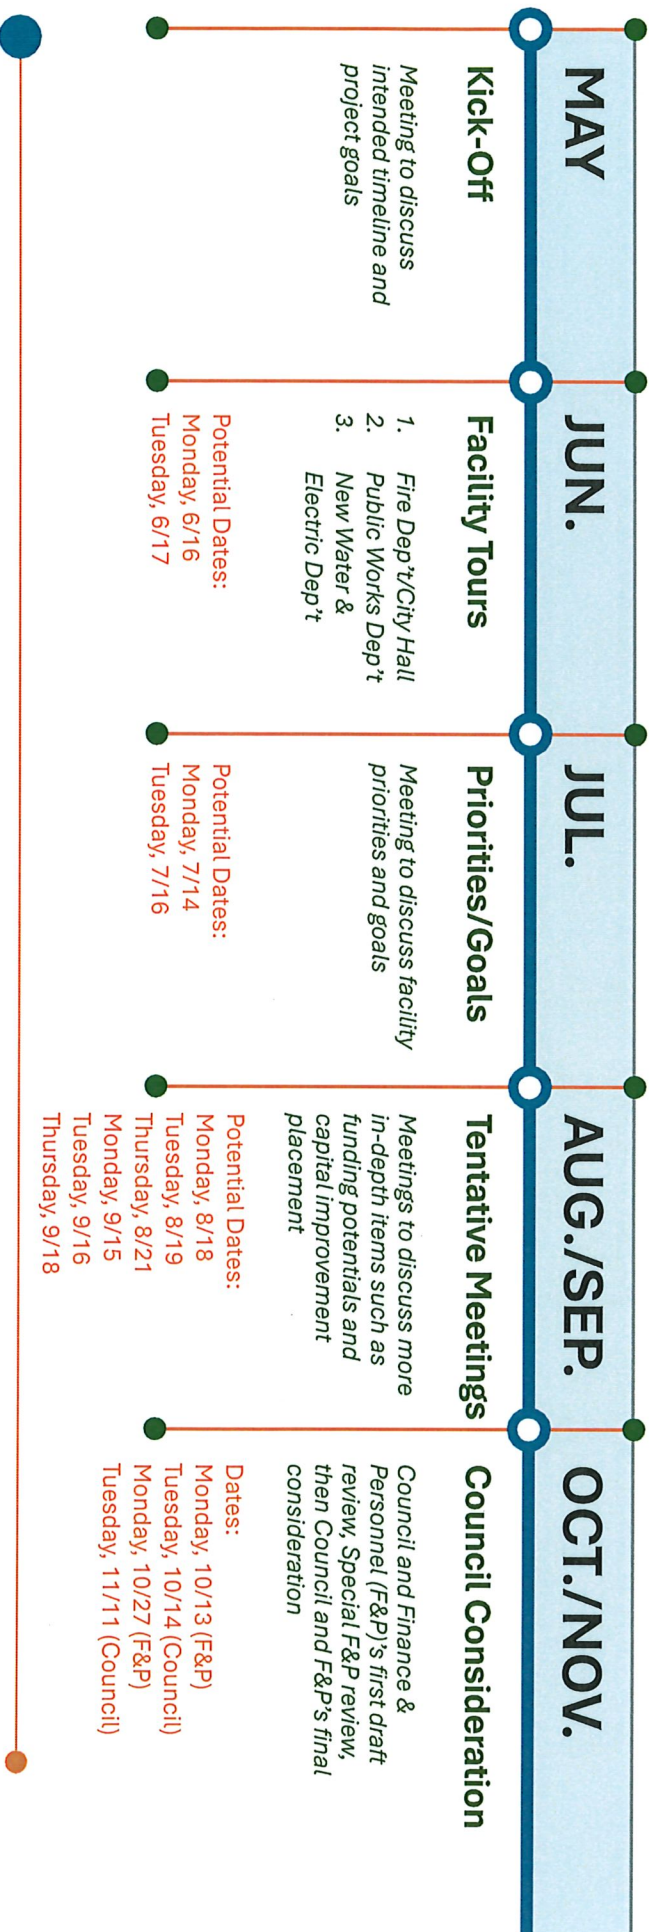 MAY
Kick-Off
Meeting to discuss
intended timeline and
project goals
JUN.
Facility Tours
1. Fire Dep't/City Hall
2. Public Works Dep't
3. New Water &
Electric Dep't
Potential Dates:
Monday, 6/16
Tuesday, 6/17
JUL.
Priorities/Goals
Meeting to discuss facility
priorities and goals
Potential Dates:
Monday, 7/14
Tuesday, 7/16
AUG./SEP.
Tentative Meetings
Meetings to discuss more
in-depth items such as
funding potentials and
capital improvement
placement
Potential Dates:
Monday, 8/18
Tuesday, 8/19
Thursday, 8/21
Monday, 9/15
Tuesday, 9/16
Thursday, 9/18
OCT./NOV.
Council Consideration
Council and Finance &
Personnel (F&P)'s first draft
review, Special F&P review,
then Council and F&P's final
consideration
Dates:
Monday, 10/13 (F&P)
Tuesday, 10/14 (Council)
Monday, 10/27 (F&P)
Tuesday, 11/11 (Council)